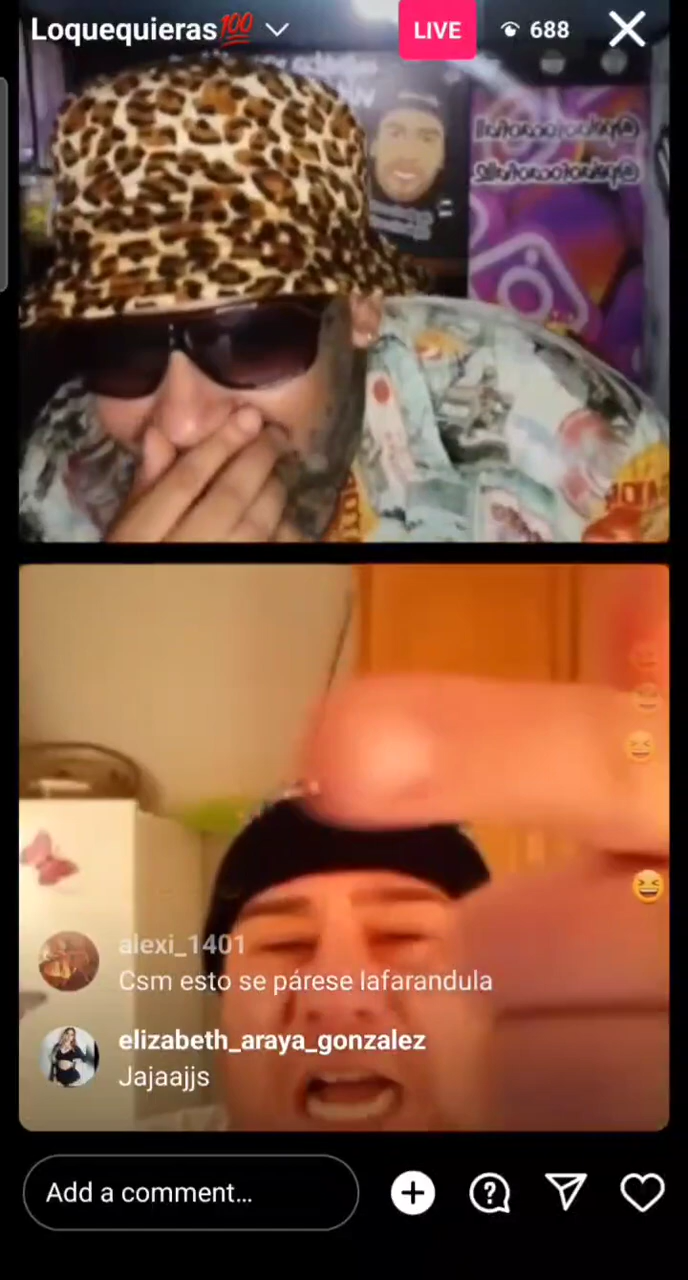 Loquequieras💯
LIVE
688
alexi_1401
Csm esto se párese lafarandula
elizabeth_araya_gonzalez
Jajaajjs
Add a comment...